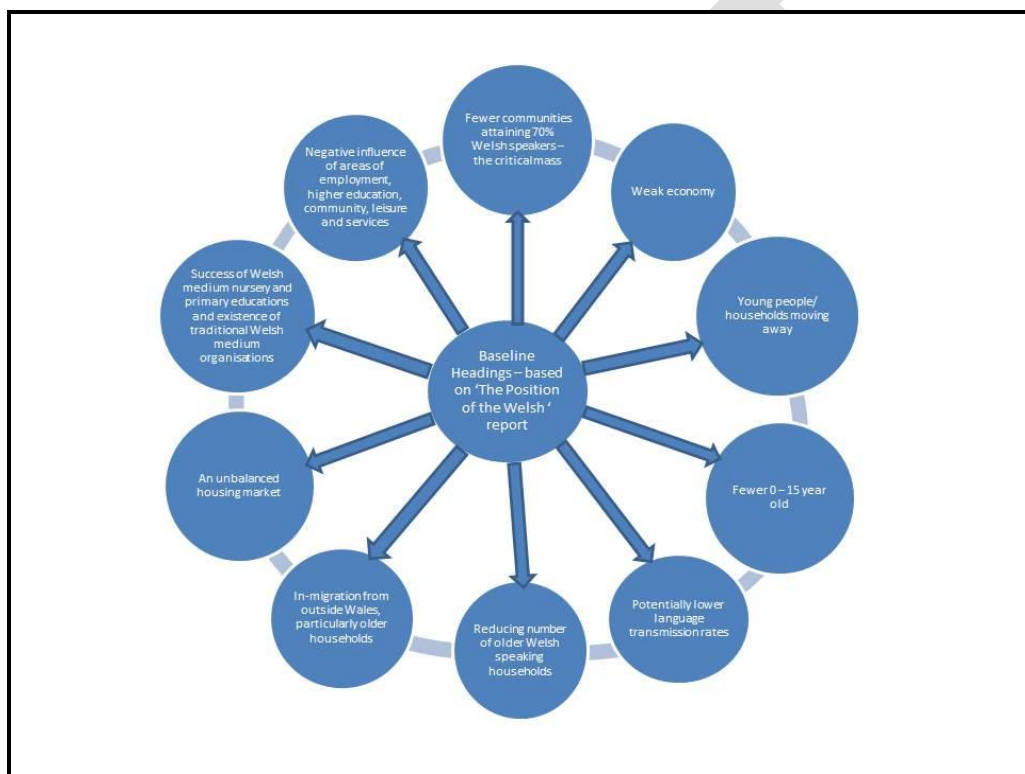 Baseline
Headings – based
on ‘The Position
of the Welsh ‘
report
Fewer communities
attaining 70%
Welsh speakers –
the critical mass
Weak economy
Young people/
households moving
away
Fewer 0 – 15 year
old
Potentially lower
language
transmission rates
Reducing number
of older Welsh
speaking
households
In-migration from
outside Wales,
particularly older
households
An unbalanced
housing market
Success of Welsh
medium nursery and
primary educations
and existence of
traditional Welsh
medium
organisations
Negative influence
of areas of
employment,
higher education,
community, leisure
and services